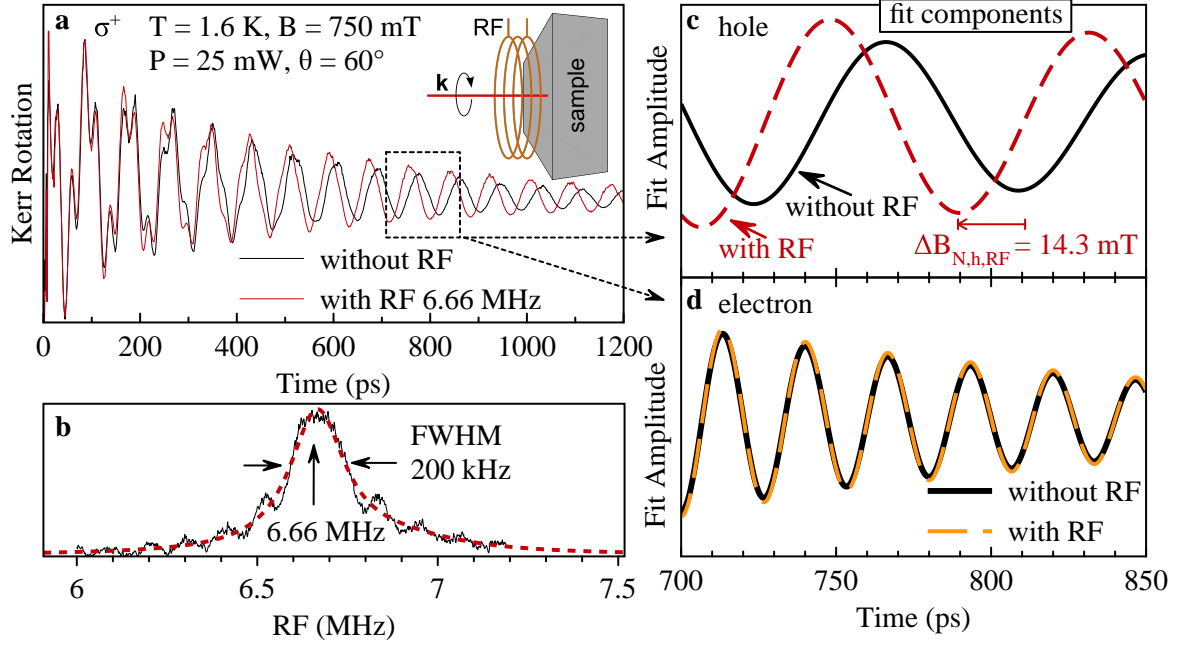 a
σ+ T = 1.6 K, B = 750 mT
P = 25 mW, θ = 60°
RF
k
sample
Kerr Rotation
without RF
with RF 6.66 MHz
0 200 400 600 800 1000 1200
Time (ps)
b
FWHM
200 kHz
6.66 MHz
6 6.5 7 7.5
RF (MHz)
fit components
c hole
Fit Amplitude
without RF
with RF
ΔB_N,h,RF = 14.3 mT
d electron
Fit Amplitude
without RF
with RF
700 750 800 850
Time (ps)